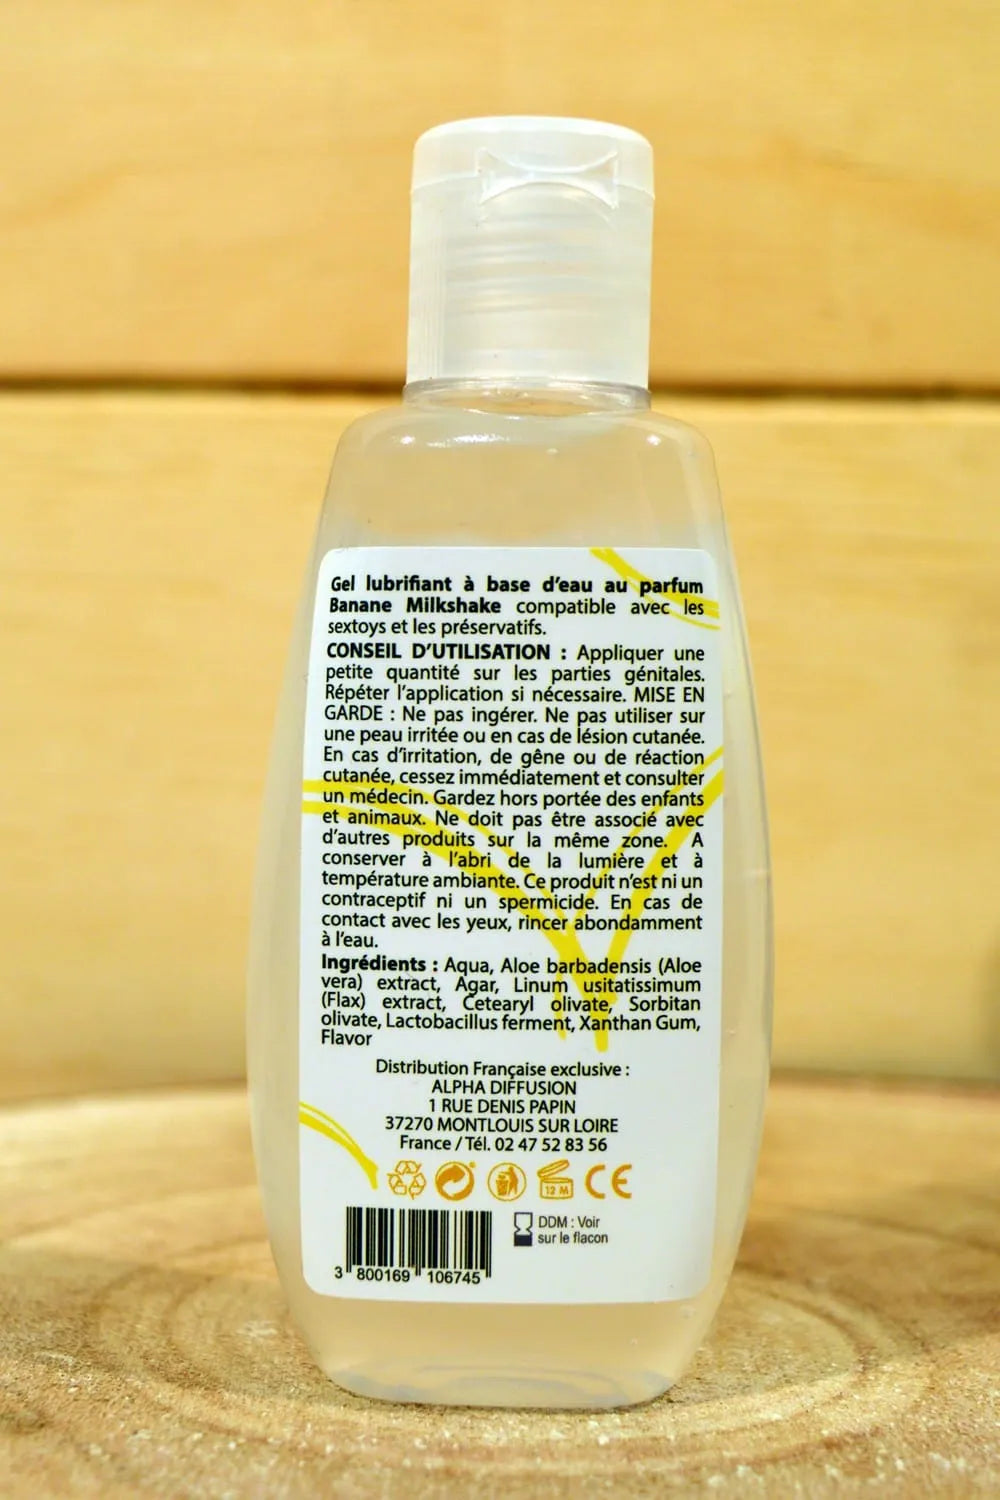 Gel lubrifiant à base d'eau au parfum
Banane Milkshake compatible avec les
sextoys et les préservatifs.
CONSEIL D'UTILISATION : Appliquer une
petite quantité sur les parties génitales.
Répéter l'application si nécessaire. MISE EN
GARDE : Ne pas ingérer. Ne pas utiliser sur
une peau irritée ou en cas de lésion cutanée.
En cas d'irritation, de gêne ou de réaction
cutanée, cessez immédiatement et consulter
un médecin. Gardez hors portée des enfants
et animaux. Ne doit pas être associé avec
d'autres produits sur la même zone. A
conserver à l'abri de la lumière et à
température ambiante. Ce produit n'est ni un
contraceptif ni un spermicide. En cas de
contact avec les yeux, rincer abondamment
à l'eau.
Ingrédients : Aqua, Aloe barbadensis (Aloe
vera) extract, Agar, Linum usitatissimum
(Flax) extract, Cetearyl olivate, Sorbitan
olivate, Lactobacillus ferment, Xanthan Gum,
Flavor
Distribution Française exclusive :
ALPHA DIFFUSION
1 RUE DENIS PAPIN
37270 MONTLOUIS SUR LOIRE
France / Tél. 02 47 52 83 56
12 M CE
DDM : Voir
sur le flacon
3 800169 106745